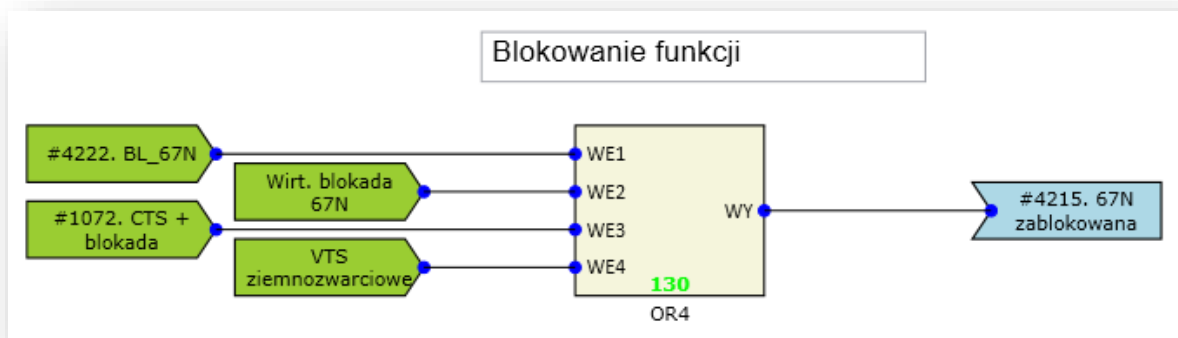 Blokowanie funkcji
#4222. BL_67N
WE1
Wirt. blokada
67N
WE2
#1072. CTS +
blokada
WE3
VTS
ziemnozwarciowe
WE4
WY
#4215. 67N
zablokowana
130
OR4